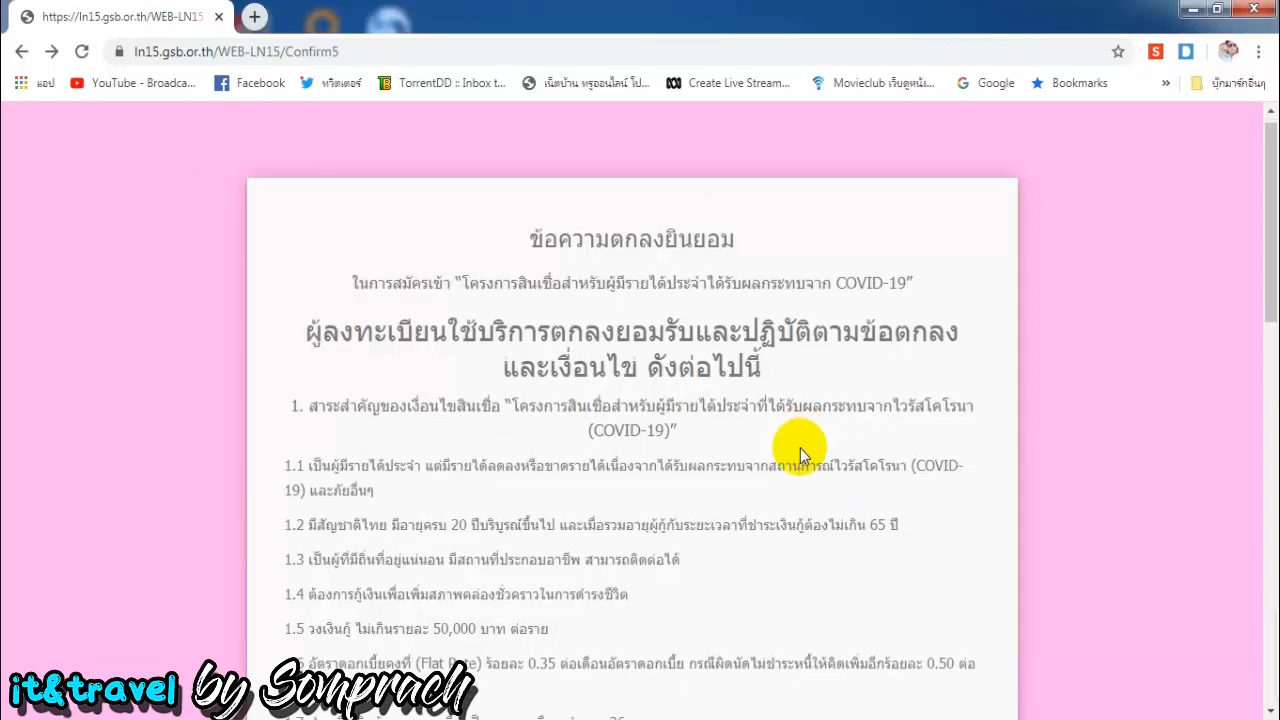 https://ln15.gsb.or.th/WEB-LN15
ln15.gsb.or.th/WEB-LN15/Confirm5
แอป YouTube - Broadca... Facebook ทวิตเตอร์ TorrentDD :: Inbox t... เน็ตบ้าน ทรูออนไลน์ โป... Create Live Stream... Movieclub เว็บดูหนัง... Google Bookmarks » บุ๊กมาร์กอื่นๆ
ข้อความตกลงยินยอม
ในการสมัครเข้า “โครงการสินเชื่อสำหรับผู้มีรายได้ประจำได้รับผลกระทบจาก COVID-19”
ผู้ลงทะเบียนใช้บริการตกลงยอมรับและปฏิบัติตามข้อตกลง
และเงื่อนไข ดังต่อไปนี้
1. สาระสำคัญของเงื่อนไขสินเชื่อ “โครงการสินเชื่อสำหรับผู้มีรายได้ประจำที่ได้รับผลกระทบจากไวรัสโคโรนา
(COVID-19)”
1.1 เป็นผู้มีรายได้ประจำ แต่มีรายได้ลดลงหรือขาดรายได้เนื่องจากได้รับผลกระทบจากสถานการณ์ไวรัสโคโรนา (COVID-
19) และภัยอื่นๆ
1.2 มีสัญชาติไทย มีอายุครบ 20 ปีบริบูรณ์ขึ้นไป และเมื่อรวมอายุผู้กู้กับระยะเวลาที่ชำระเงินกู้ต้องไม่เกิน 65 ปี
1.3 เป็นผู้ที่มีถิ่นที่อยู่แน่นอน มีสถานที่ประกอบอาชีพ สามารถติดต่อได้
1.4 ต้องการกู้เงินเพื่อเพิ่มสภาพคล่องชั่วคราวในการดำรงชีวิต
1.5 วงเงินกู้ ไม่เกินรายละ 50,000 บาท ต่อราย
อัตราดอกเบี้ยคงที่ (Flat Rate) ร้อยละ 0.35 ต่อเดือนอัตราดอกเบี้ย กรณีผิดนัดไม่ชำระหนี้ให้คิดเพิ่มอีกร้อยละ 0.50 ต่อ
it&travel by Somprach